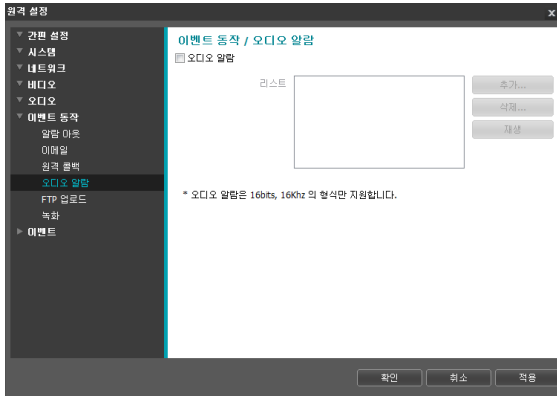 원격 설정
x
간편 설정
시스템
네트워크
비디오
오디오
이벤트 동작
알람 아웃
이메일
원격 콜백
오디오 알람
FTP 업로드
녹화
이벤트
이벤트 동작 / 오디오 알람
오디오 알람
리스트
추가...
삭제...
재생
* 오디오 알람은 16bits, 16Khz 의 형식만 지원합니다.
확인
취소
적용